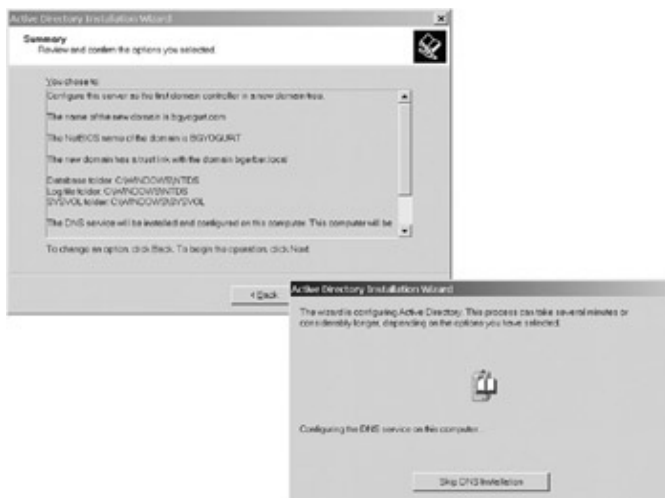 Active Directory Installation Wizard
Summary
Review and confirm the options you selected.
You chose to:
Configure this server as the first domain controller in a new domain tree.
The name of the new domain is bgyogurt.com
The NetBIOS name of the domain is BGYOGURT
The new domain has a trust link with the domain bgerber.local
Database folder: C:\WINDOWS\NTDS
Log file folder: C:\WINDOWS\NTDS
SYSVOL folder: C:\WINDOWS\SYSVOL
The DNS service will be installed and configured on this computer. This computer will be
To change an option, click Back. To begin the operation, click Next.
< Back
Active Directory Installation Wizard
The wizard is configuring Active Directory. This process can take several minutes or
considerably longer, depending on the options you have selected.
Configuring the DNS service on this computer...
Skip DNS Installation